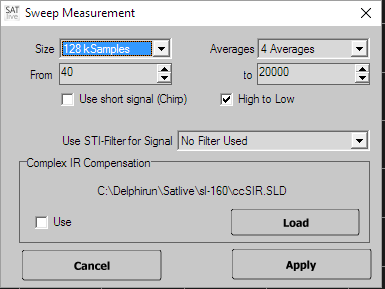 SAT live Sweep Measurement
Size 128 kSamples Averages 4 Averages
From 40 to 20000
Use short signal (Chirp) High to Low
Use STI-Filter for Signal No Filter Used
Complex IR Compensation
C:\Delphirun\Satlive\sl-160\ccSIR.SLD
Use Load
Cancel Apply